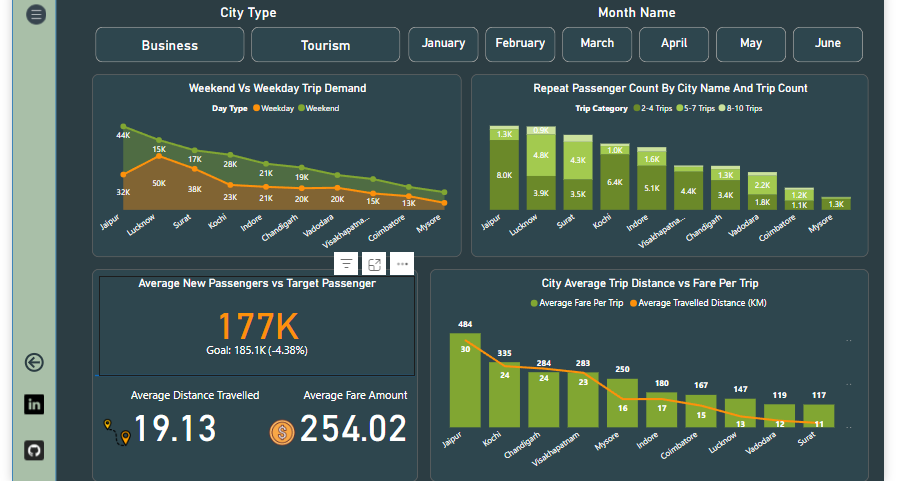 City Type
Month Name
Business
Tourism
January
February
March
April
May
June
Weekend Vs Weekday Trip Demand
Day Type Weekday Weekend
44K
15K
17K
28K
21K
19K
32K
50K
38K
23K
21K
20K
20K
15K
13K
Jaipur
Lucknow
Surat
Kochi
Indore
Chandigarh
Vadodara
Visakhapatn...
Coimbatore
Mysore
Repeat Passenger Count By City Name And Trip Count
Trip Category 2-4 Trips 5-7 Trips 8-10 Trips
1.3K
0.9K
1.0K
1.6K
4.8K
4.3K
1.3K
2.2K
1.2K
8.0K
3.9K
3.5K
6.4K
5.1K
4.4K
3.4K
1.8K
1.1K
1.3K
Jaipur
Lucknow
Surat
Kochi
Indore
Visakhapatna...
Chandigarh
Vadodara
Coimbatore
Mysore
Average New Passengers vs Target Passenger
177K
Goal: 185.1K (-4.38%)
Average Distance Travelled
19.13
Average Fare Amount
254.02
City Average Trip Distance vs Fare Per Trip
Average Fare Per Trip Average Travelled Distance (KM)
484
335
284
283
250
180
167
147
119
117
30
24
24
23
16
17
15
13
12
11
Jaipur
Kochi
Chandigarh
Visakhapatnam
Mysore
Indore
Coimbatore
Lucknow
Vadodara
Surat
in